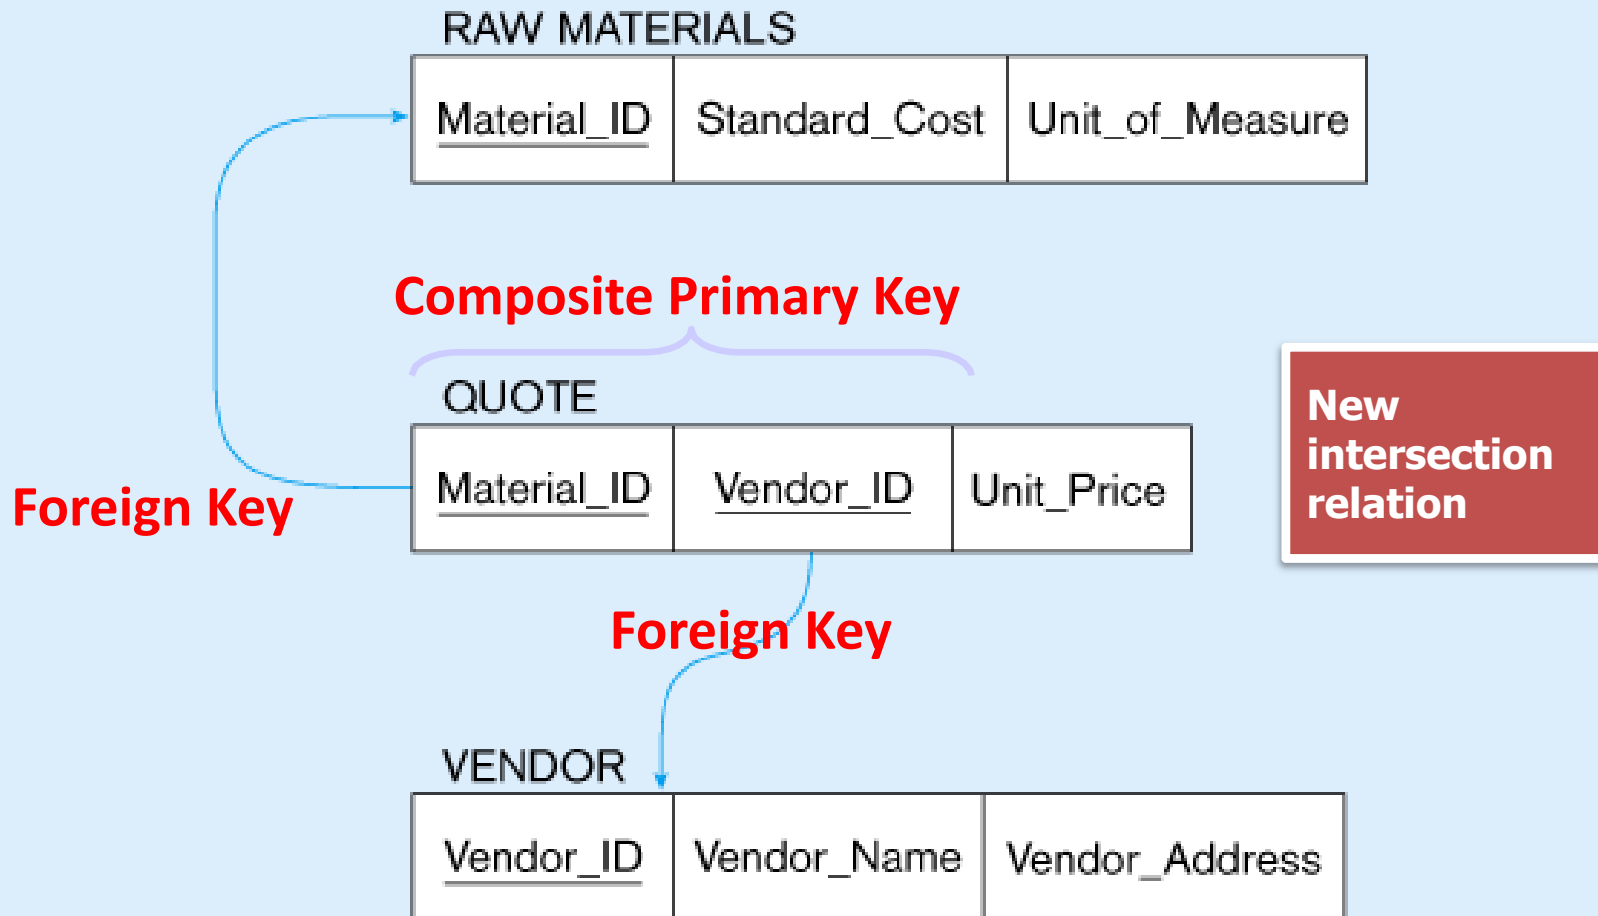 RAW MATERIALS
Material_ID Standard_Cost Unit_of_Measure
Composite Primary Key
QUOTE
Material_ID Vendor_ID Unit_Price
New
intersection
relation
Foreign Key
Foreign Key
VENDOR
Vendor_ID Vendor_Name Vendor_Address